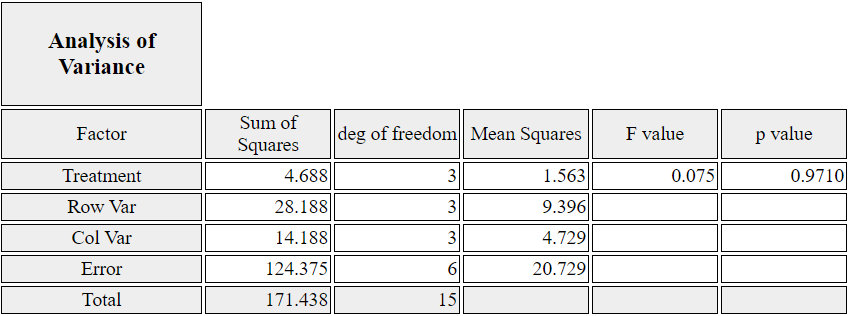 Analysis of
Variance
Factor Sum of Squares deg of freedom Mean Squares F value p value
Treatment 4.688 3 1.563 0.075 0.9710
Row Var 28.188 3 9.396
Col Var 14.188 3 4.729
Error 124.375 6 20.729
Total 171.438 15